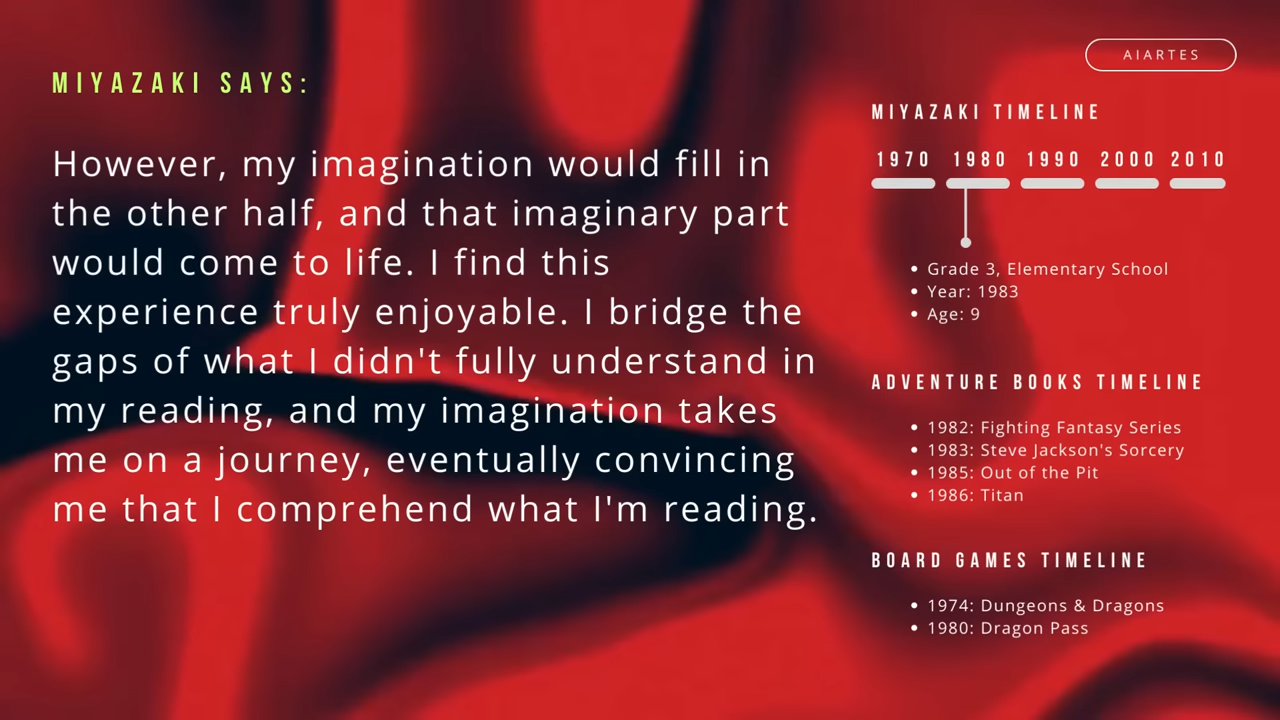 MIYAZAKI SAYS:
However, my imagination would fill in
the other half, and that imaginary part
would come to life. I find this
experience truly enjoyable. I bridge the
gaps of what I didn't fully understand in
my reading, and my imagination takes
me on a journey, eventually convincing
me that I comprehend what I'm reading.
AIARTES
MIYAZAKI TIMELINE
1970 1980 1990 2000 2010
• Grade 3, Elementary School
• Year: 1983
• Age: 9
ADVENTURE BOOKS TIMELINE
• 1982: Fighting Fantasy Series
• 1983: Steve Jackson's Sorcery
• 1985: Out of the Pit
• 1986: Titan
BOARD GAMES TIMELINE
• 1974: Dungeons & Dragons
• 1980: Dragon Pass